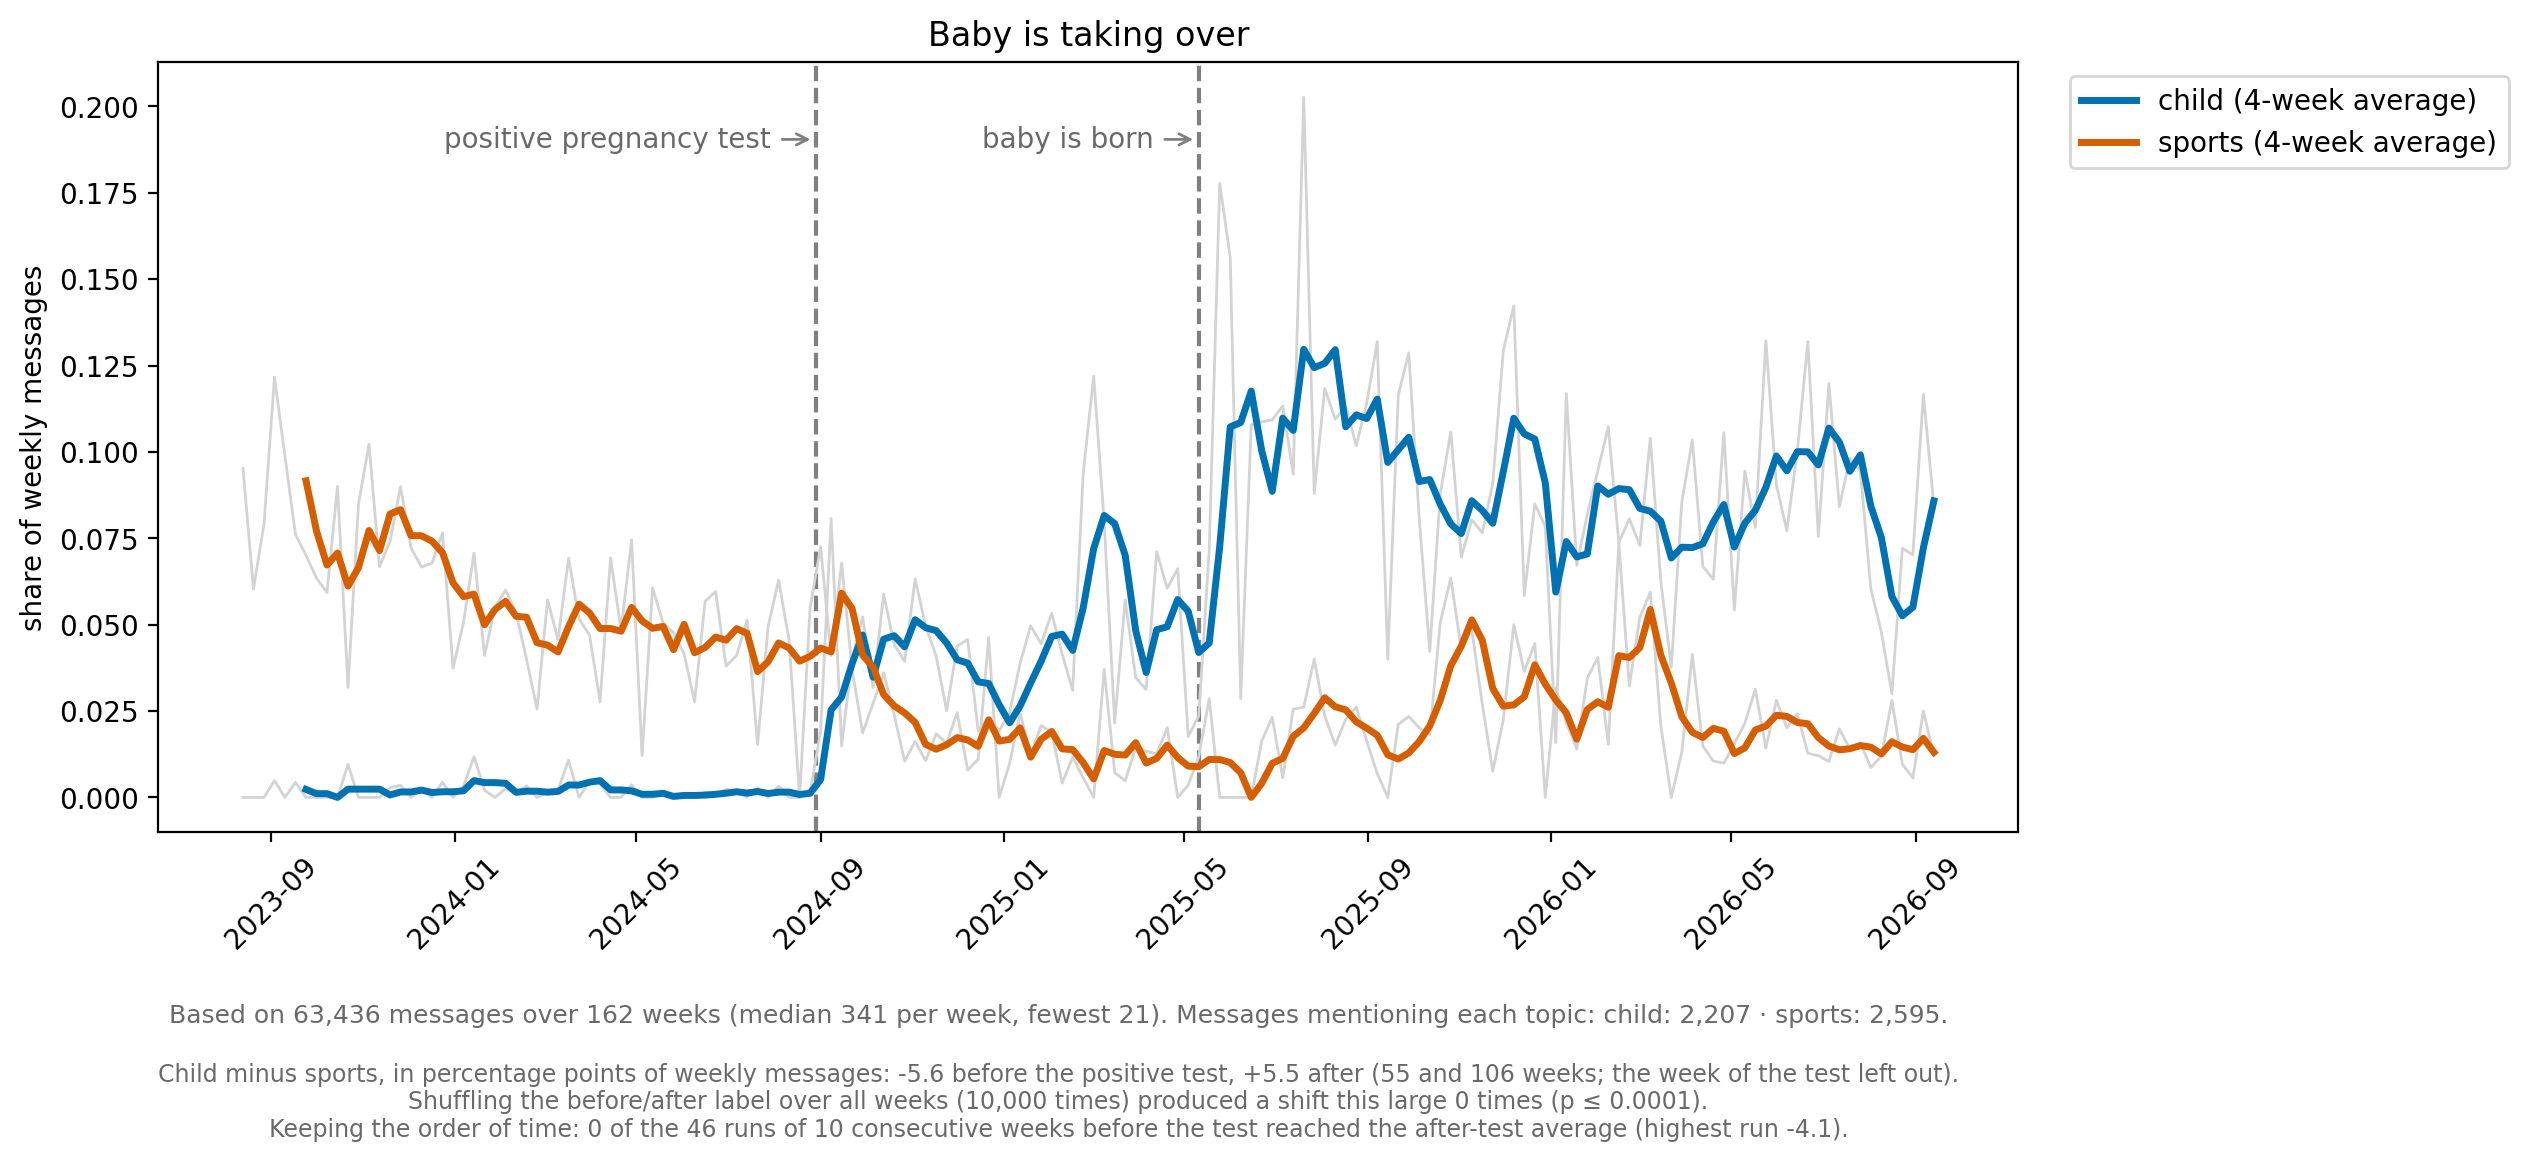 Baby is taking over
child (4-week average)
sports (4-week average)
positive pregnancy test
baby is born
share of weekly messages
0.200
0.175
0.150
0.125
0.100
0.075
0.050
0.025
0.000
2023-09
2024-01
2024-05
2024-09
2025-01
2025-05
2025-09
2026-01
2026-05
2026-09
Based on 63,436 messages over 162 weeks (median 341 per week, fewest 21). Messages mentioning each topic: child: 2,207 · sports: 2,595.
Child minus sports, in percentage points of weekly messages: -5.6 before the positive test, +5.5 after (55 and 106 weeks; the week of the test left out).
Shuffling the before/after label over all weeks (10,000 times) produced a shift this large 0 times (p ≤ 0.0001).
Keeping the order of time: 0 of the 46 runs of 10 consecutive weeks before the test reached the after-test average (highest run -4.1).